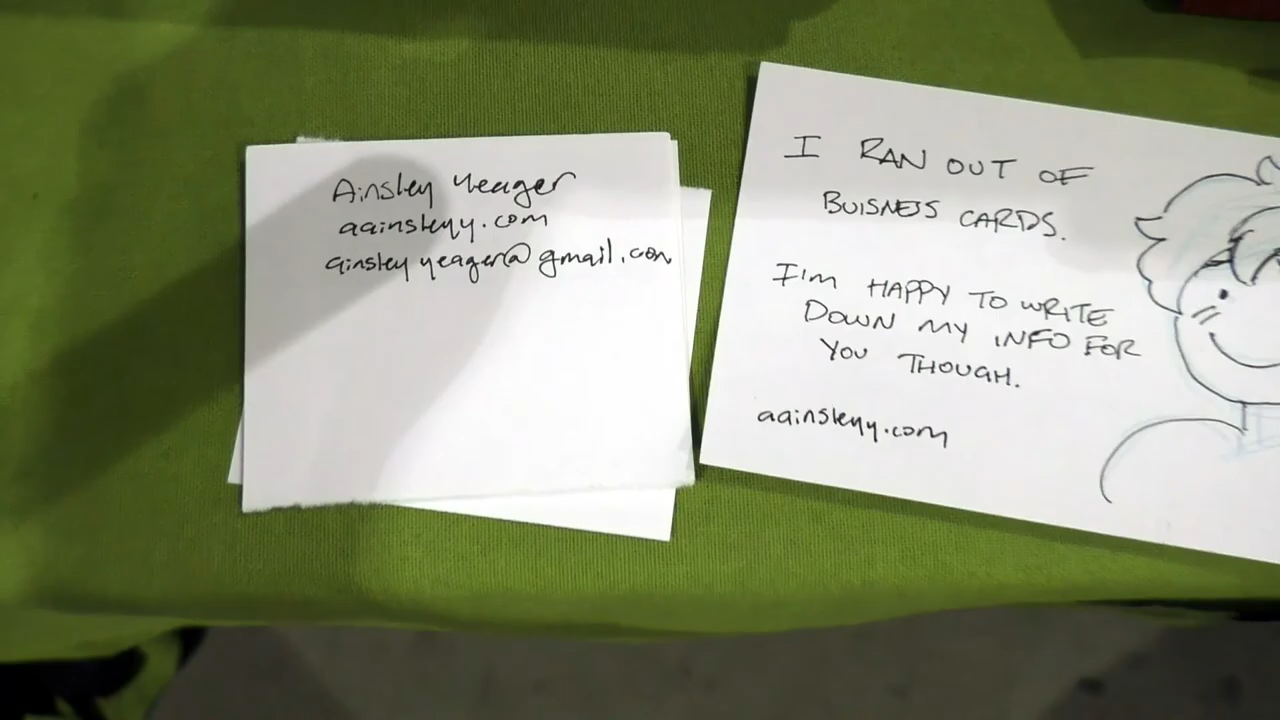 Ainsley Yeager
aainsleyy.com
ainsleyyeager@gmail.com
I RAN OUT OF
BUISNESS CARDS.
I'M HAPPY TO WRITE
DOWN MY INFO FOR
YOU THOUGH.
aainsleyy.com